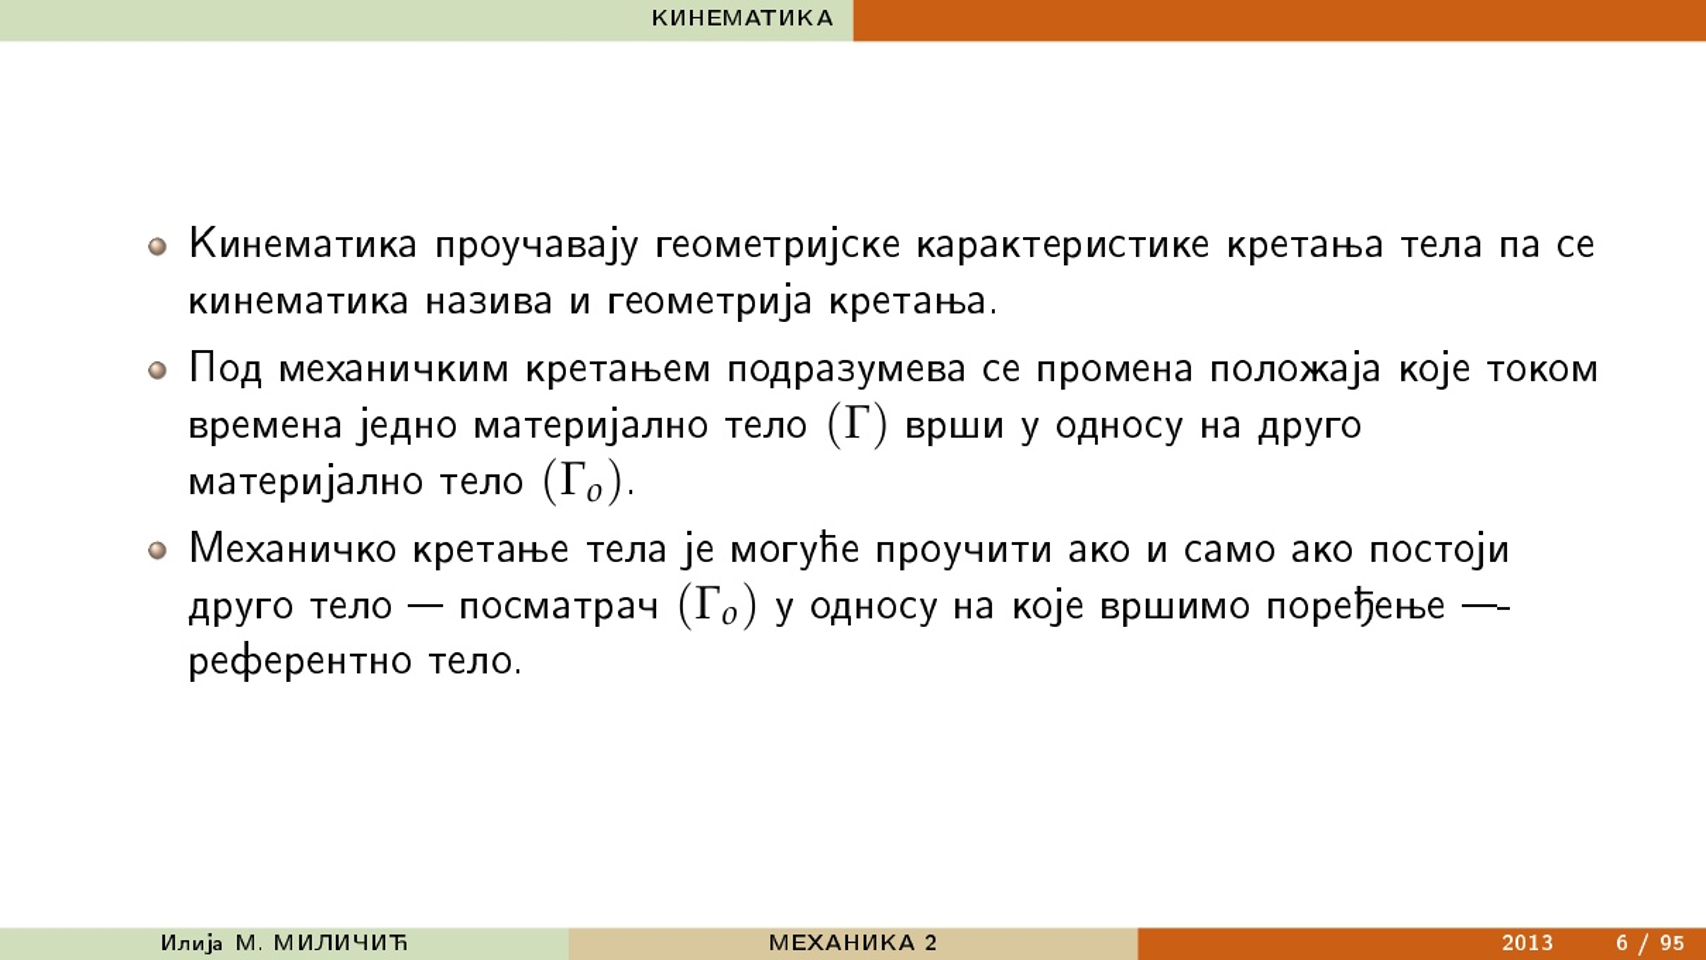 КИНЕМАТИКА
Кинематика проучавају геометријске карактеристике кретања тела па се
кинематика назива и геометрија кретања.
Под механичким кретањем подразумева се промена положаја које током
времена једно материјално тело (Γ) врши у односу на друго
материјално тело (Γₒ).
Механичко кретање тела је могуће проучити ако и само ако постоји
друго тело — посматрач (Γₒ) у односу на које вршимо поређење —-
референтно тело.
Илија М. МИЛИЧИЋ
МЕХАНИКА 2
2013
6 / 95